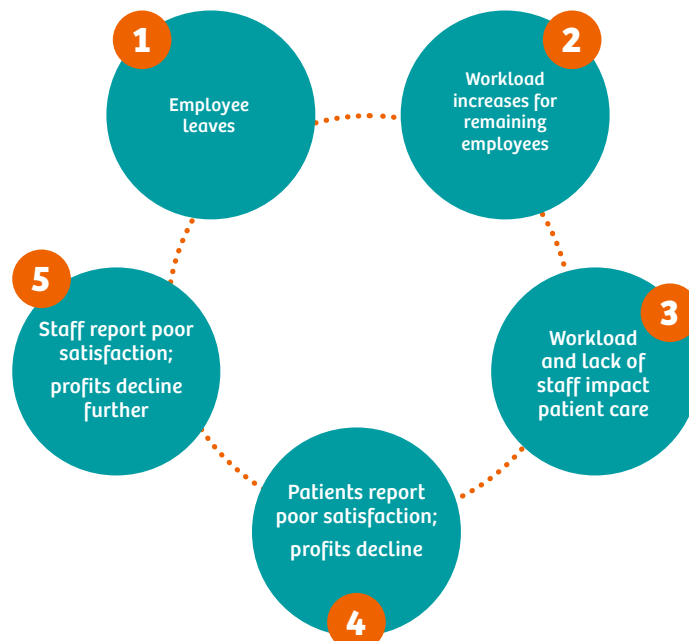 1
Employee
leaves
2
Workload
increases for
remaining
employees
3
Workload
and lack of
staff impact
patient care
4
Patients report
poor satisfaction;
profits decline
5
Staff report poor
satisfaction;
profits decline
further